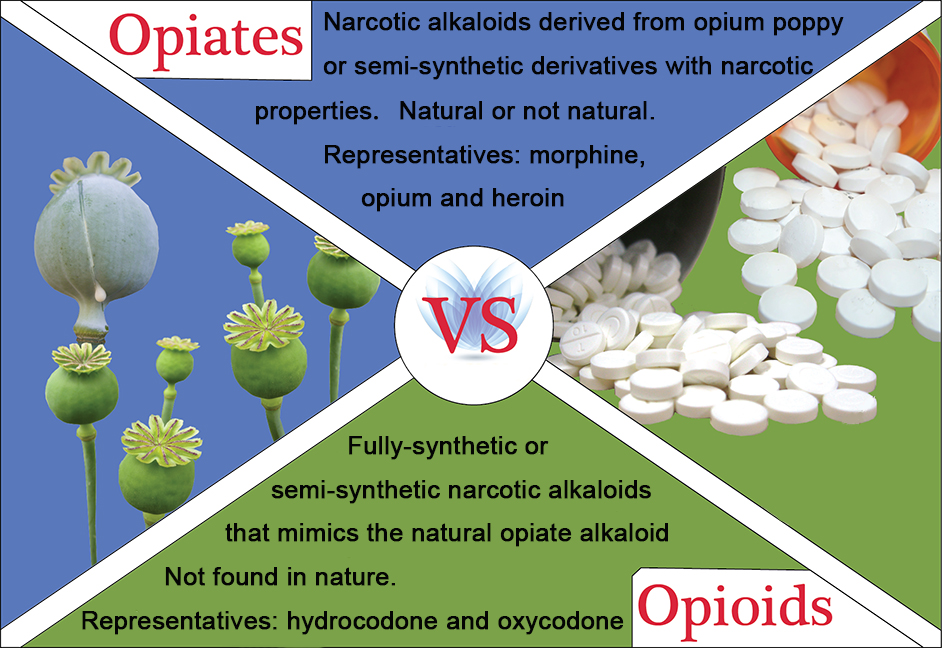 Opiates
Narcotic alkaloids derived from opium poppy
or semi-synthetic derivatives with narcotic
properties. Natural or not natural.
Representatives: morphine,
opium and heroin
VS
Fully-synthetic or
semi-synthetic narcotic alkaloids
that mimics the natural opiate alkaloid
Not found in nature.
Representatives: hydrocodone and oxycodone
Opioids